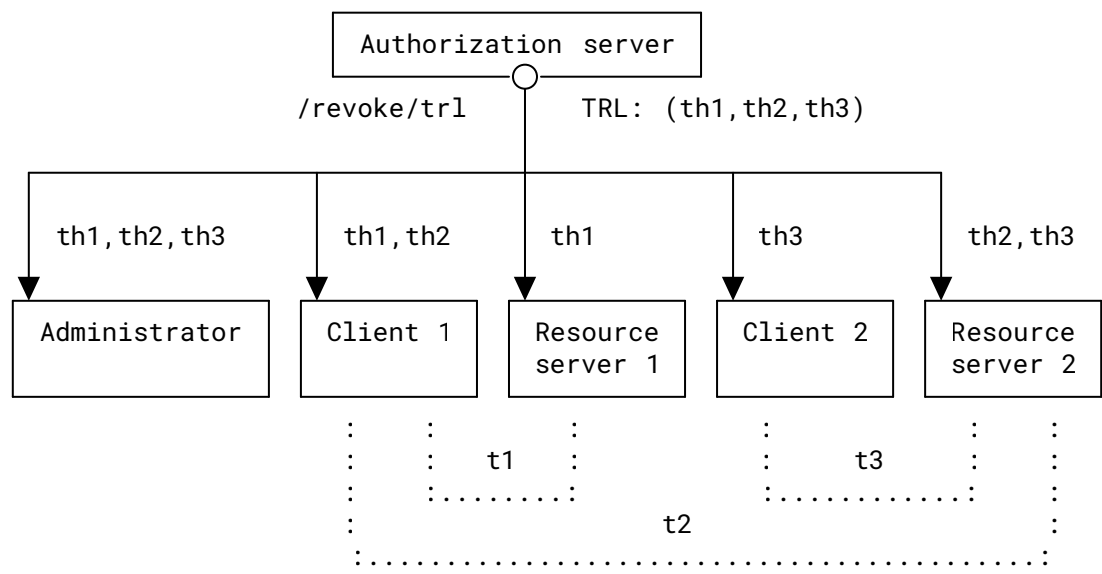 Authorization server
/revoke/trl TRL: (th1,th2,th3)
th1,th2,th3 th1,th2 th1 th3 th2,th3
Administrator Client 1 Resource Client 2 Resource
server 1 server 2
t1 t3
t2